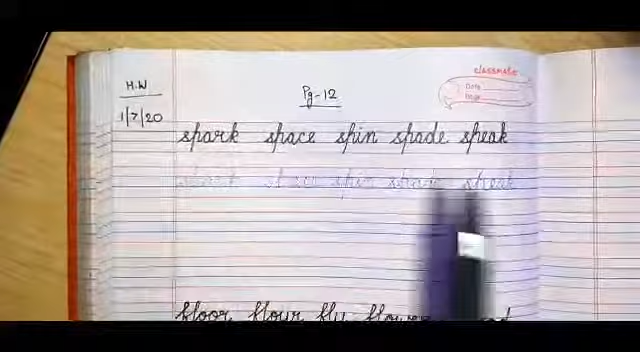 classmate
Date
Page
H.W
Pg-12
1/7/20
spark space spin spade speak
spark space spin spade speak
floor flour fly flower